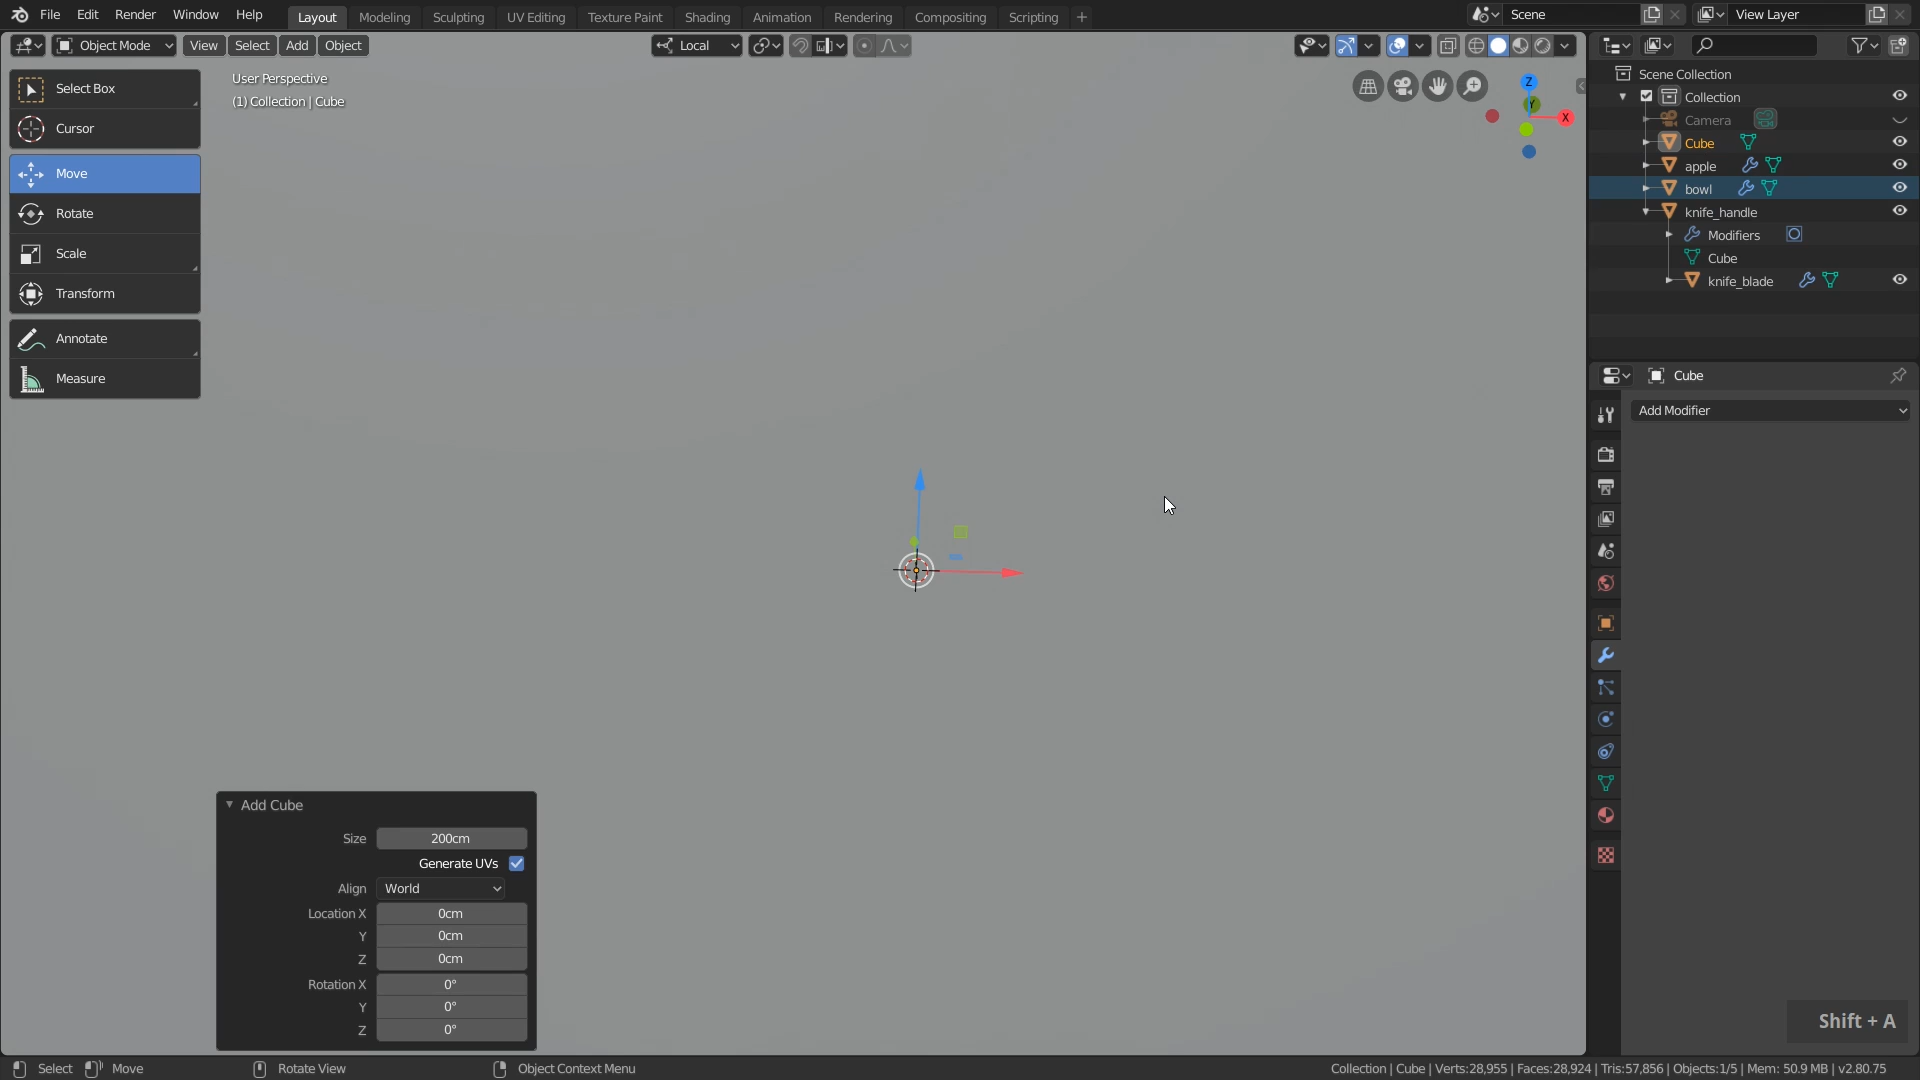 File Edit Render Window Help Layout Modeling Sculpting UV Editing Texture Paint Shading Animation Rendering Compositing Scripting + Scene View Layer
Object Mode View Select Add Object Local
User Perspective
(1) Collection | Cube
Select Box
Cursor
Move
Rotate
Scale
Transform
Annotate
Measure
Z
Y
X
Scene Collection
Collection
Camera
Cube
apple
bowl
knife_handle
Modifiers
Cube
knife_blade
Cube
Add Modifier
Add Cube
Size 200cm
Generate UVs
Align World
Location X 0cm
Y 0cm
Z 0cm
Rotation X 0°
Y 0°
Z 0°
Shift + A
Select Move Rotate View Object Context Menu Collection | Cube | Verts:28,955 | Faces:28,924 | Tris:57,856 | Objects:1/5 | Mem: 50.9 MB | v2.80.75